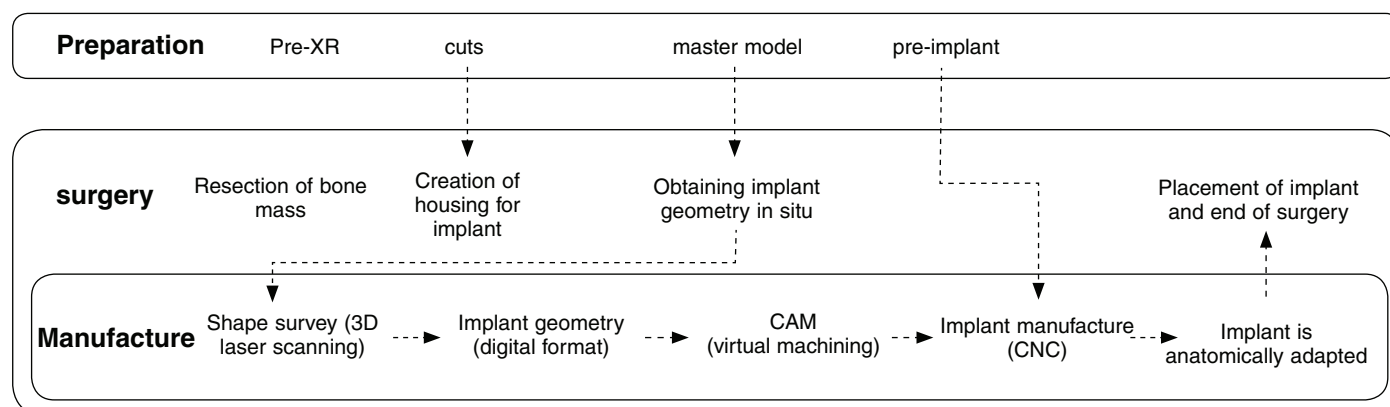 Preparation Pre-XR cuts master model pre-implant
surgery
Resection of bone
mass
Creation of
housing for
implant
Obtaining implant
geometry in situ
Placement of implant
and end of surgery
Manufacture
Shape survey (3D
laser scanning)
Implant geometry
(digital format)
CAM
(virtual machining)
Implant manufacture
(CNC)
Implant is
anatomically adapted